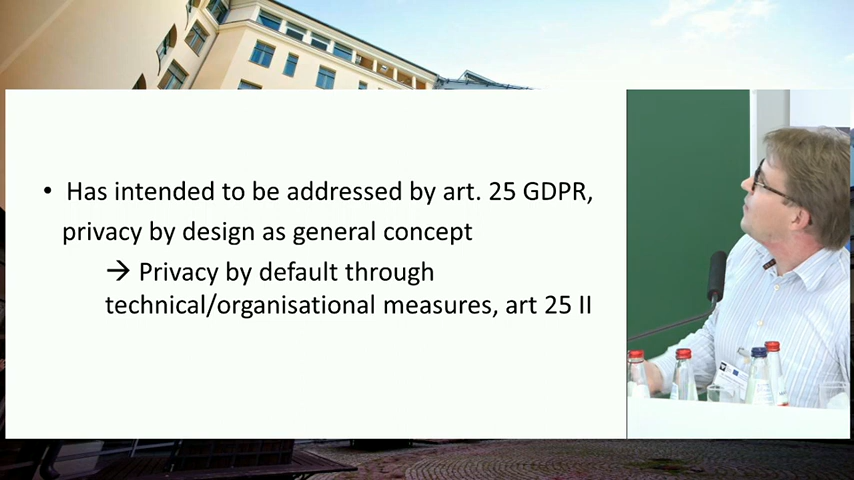 • Has intended to be addressed by art. 25 GDPR,
privacy by design as general concept
→ Privacy by default through
technical/organisational measures, art 25 II